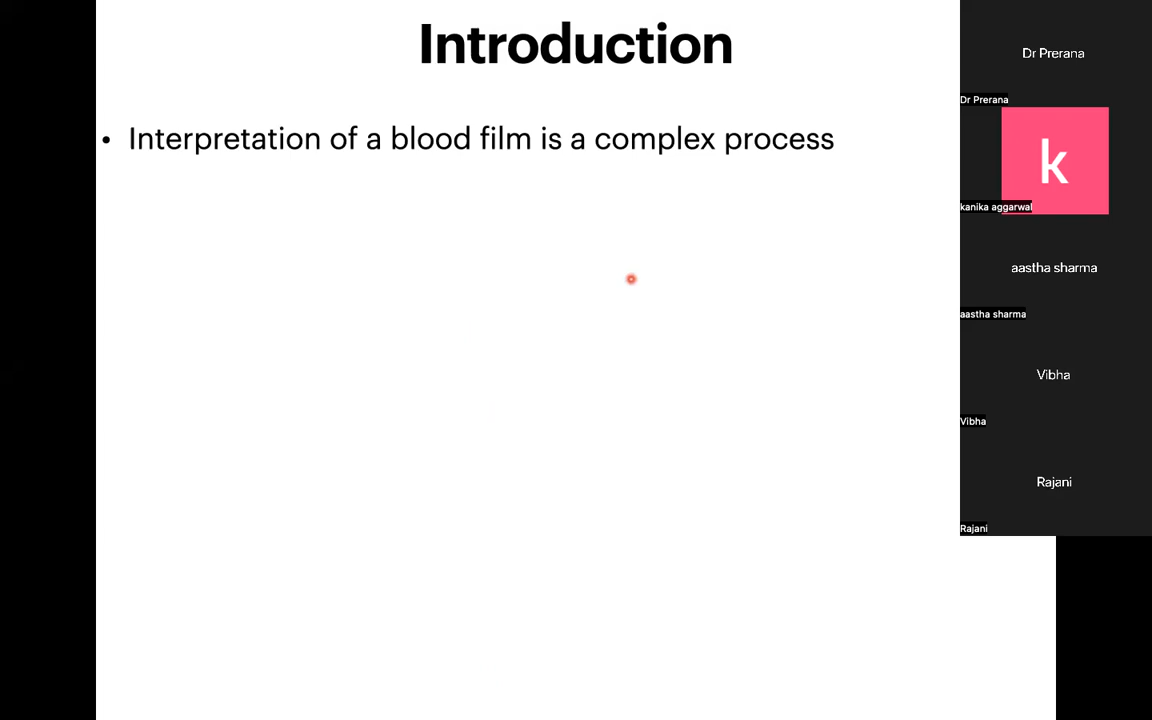 Introduction
• Interpretation of a blood film is a complex process
Dr Prerana
Dr Prerana
k
kanika aggarwal
aastha sharma
aastha sharma
Vibha
Vibha
Rajani
Rajani